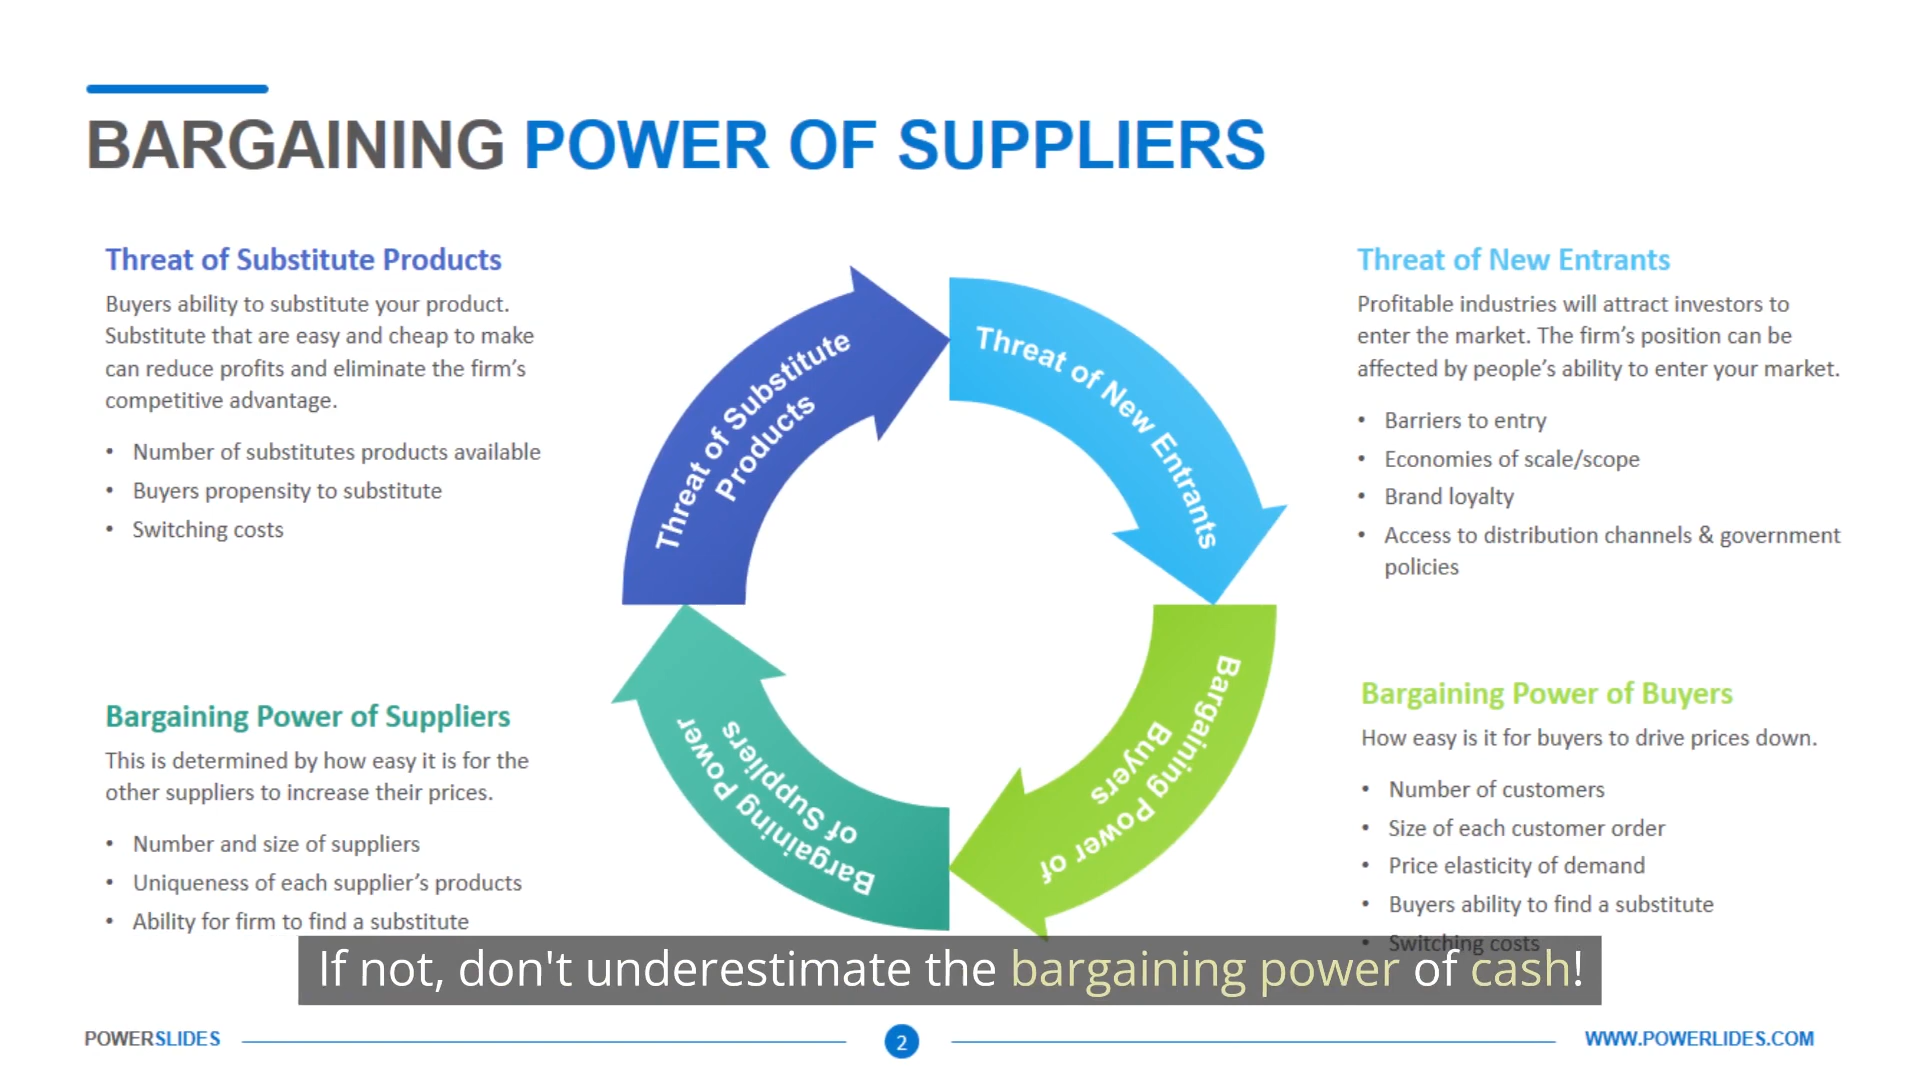 BARGAINING POWER OF SUPPLIERS
Threat of Substitute Products
Buyers ability to substitute your product.
Substitute that are easy and cheap to make
can reduce profits and eliminate the firm's
competitive advantage.
• Number of substitutes products available
• Buyers propensity to substitute
• Switching costs
Bargaining Power of Suppliers
This is determined by how easy it is for the
other suppliers to increase their prices.
• Number and size of suppliers
• Uniqueness of each supplier's products
• Ability for firm to find a substitute
Threat of Substitute
Products
Threat of New Entrants
Bargaining Power of
Buyers
Bargaining Power
of Suppliers
Threat of New Entrants
Profitable industries will attract investors to
enter the market. The firm's position can be
affected by people's ability to enter your market.
• Barriers to entry
• Economies of scale/scope
• Brand loyalty
• Access to distribution channels & government
policies
Bargaining Power of Buyers
How easy is it for buyers to drive prices down.
• Number of customers
• Size of each customer order
• Price elasticity of demand
• Buyers ability to find a substitute
• Switching costs
If not, don't underestimate the bargaining power of cash!
POWERSLIDES
2
WWW.POWERLIDES.COM